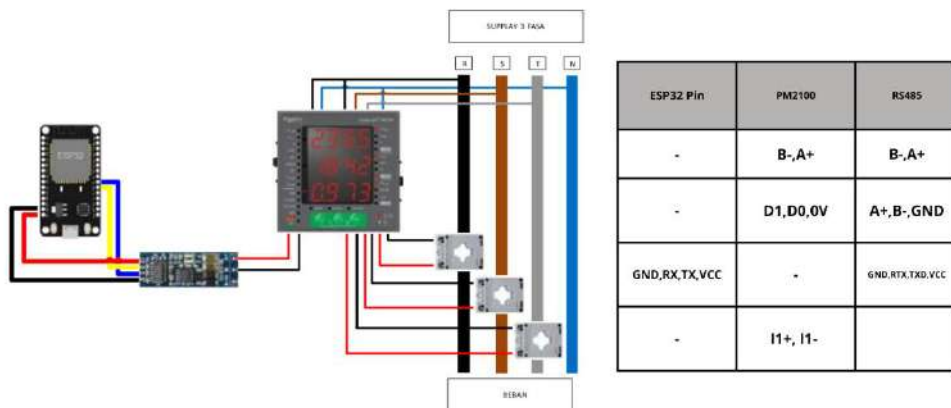 SUPPLAY 3 FASA
R S T N
ESP32
BEBAN
ESP32 Pin PM2100 RS485
- B-,A+ B-,A+
- D1,D0,0V A+,B-,GND
GND,RX,TX,VCC - GND,RTX,TXD,VCC
- I1+, I1-